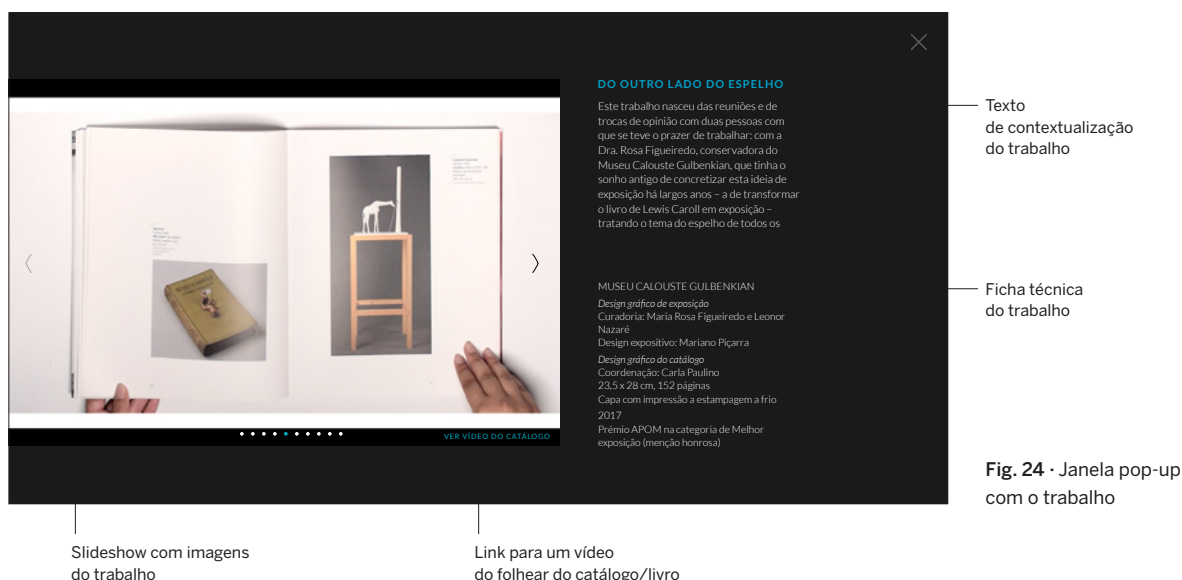 DO OUTRO LADO DO ESPELHO
Este trabalho nasceu das reuniões e de
trocas de opinião com duas pessoas com
que se teve o prazer de trabalhar: com a
Dra. Rosa Figueiredo, conservadora do
Museu Calouste Gulbenkian, que tinha o
sonho antigo de concretizar esta ideia de
exposição há largos anos – a de transformar
o livro de Lewis Caroll em exposição –
tratando o tema do espelho de todos os
MUSEU CALOUSTE GULBENKIAN
Design gráfico de exposição
Curadoria: Maria Rosa Figueiredo e Leonor
Nazaré
Design expositivo: Mariano Piçarra
Design gráfico do catálogo
Coordenação: Carla Paulino
23,5 x 28 cm, 152 páginas
Capa com impressão a estampagem a frio
2017
Prémio APOM na categoria de Melhor
exposição (menção honrosa)
VER VÍDEO DO CATÁLOGO
Texto
de contextualização
do trabalho
Ficha técnica
do trabalho
Fig. 24 · Janela pop-up
com o trabalho
Slideshow com imagens
do trabalho
Link para um vídeo
do folhear do catálogo/livro